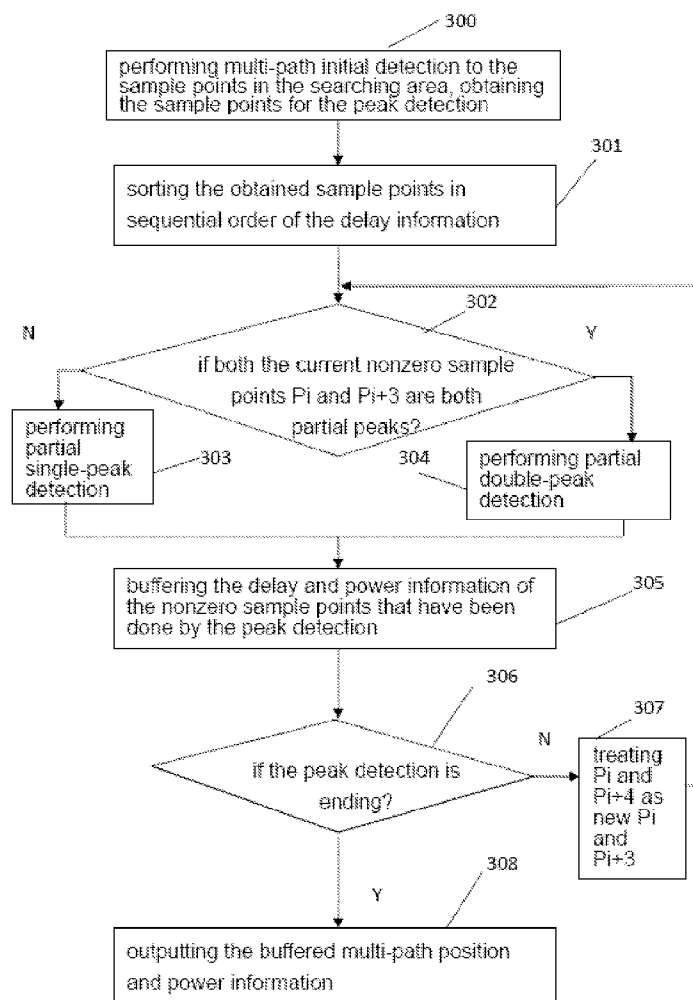 300
performing multi-path initial detection to the
sample points in the searching area, obtaining
the sample points for the peak detection
301
sorting the obtained sample points in
sequential order of the delay information
302
N
Y
if both the current nonzero sample
points Pi and Pi+3 are both
partial peaks?
performing
partial
single-peak
detection
303
304
performing partial
double-peak
detection
buffering the delay and power information of
the nonzero sample points that have been
done by the peak detection
305
306
if the peak detection is
ending?
N
307
treating
Pi and
Pi+4 as
new Pi
and
Pi+3
Y
308
outputting the buffered multi-path position
and power information